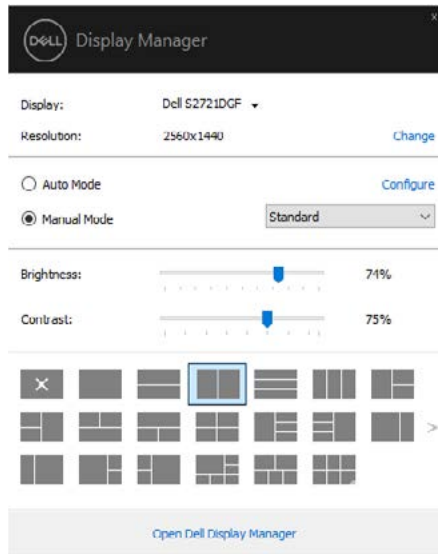 x
DELL Display Manager
Display: Dell S2721DGF
Resolution: 2560x1440 Change
Auto Mode Configure
Manual Mode Standard
Brightness: 74%
Contrast: 75%
>
Open Dell Display Manager